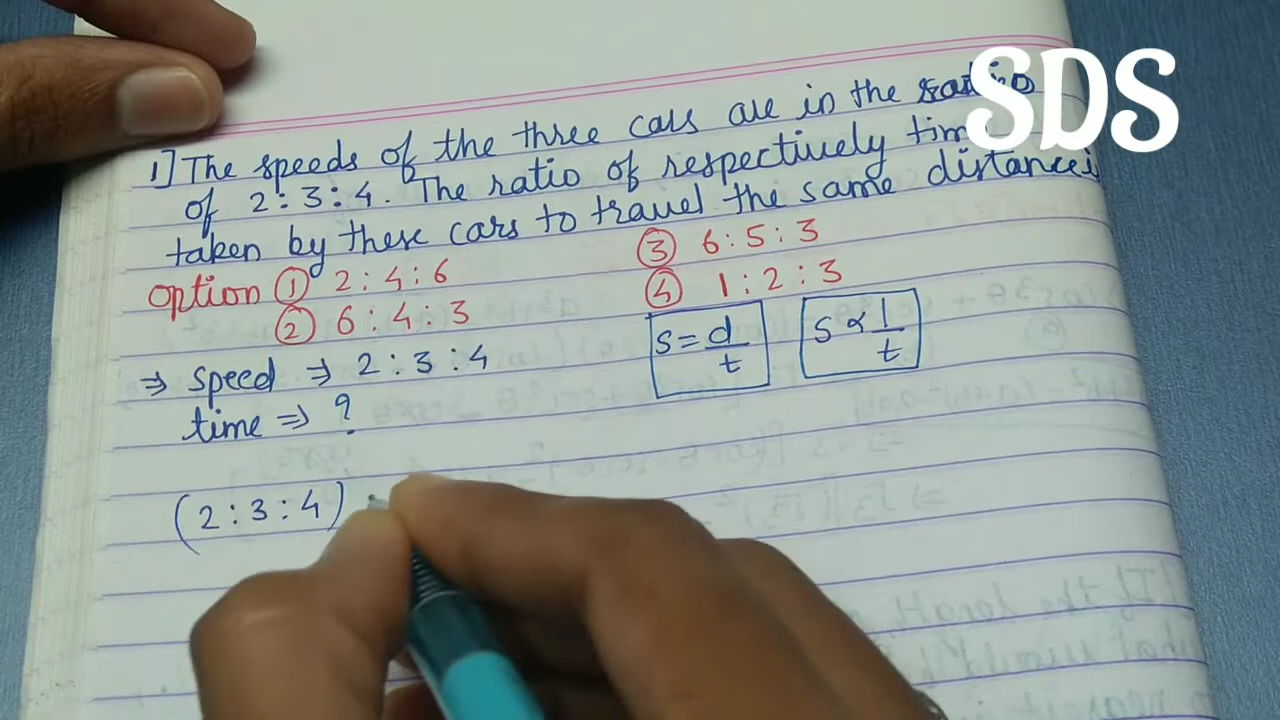 SDS
1] The speeds of the three cars are in the ratio
of 2 : 3 : 4. The ratio of respectively time
taken by these cars to travel the same distance i
option ① 2 : 4 : 6
③ 6 : 5 : 3
② 6 : 4 : 3
④ 1 : 2 : 3
s = d/t
s ∝ 1/t
⇒ speed ⇒ 2 : 3 : 4
time ⇒ ?
(2 : 3 : 4)